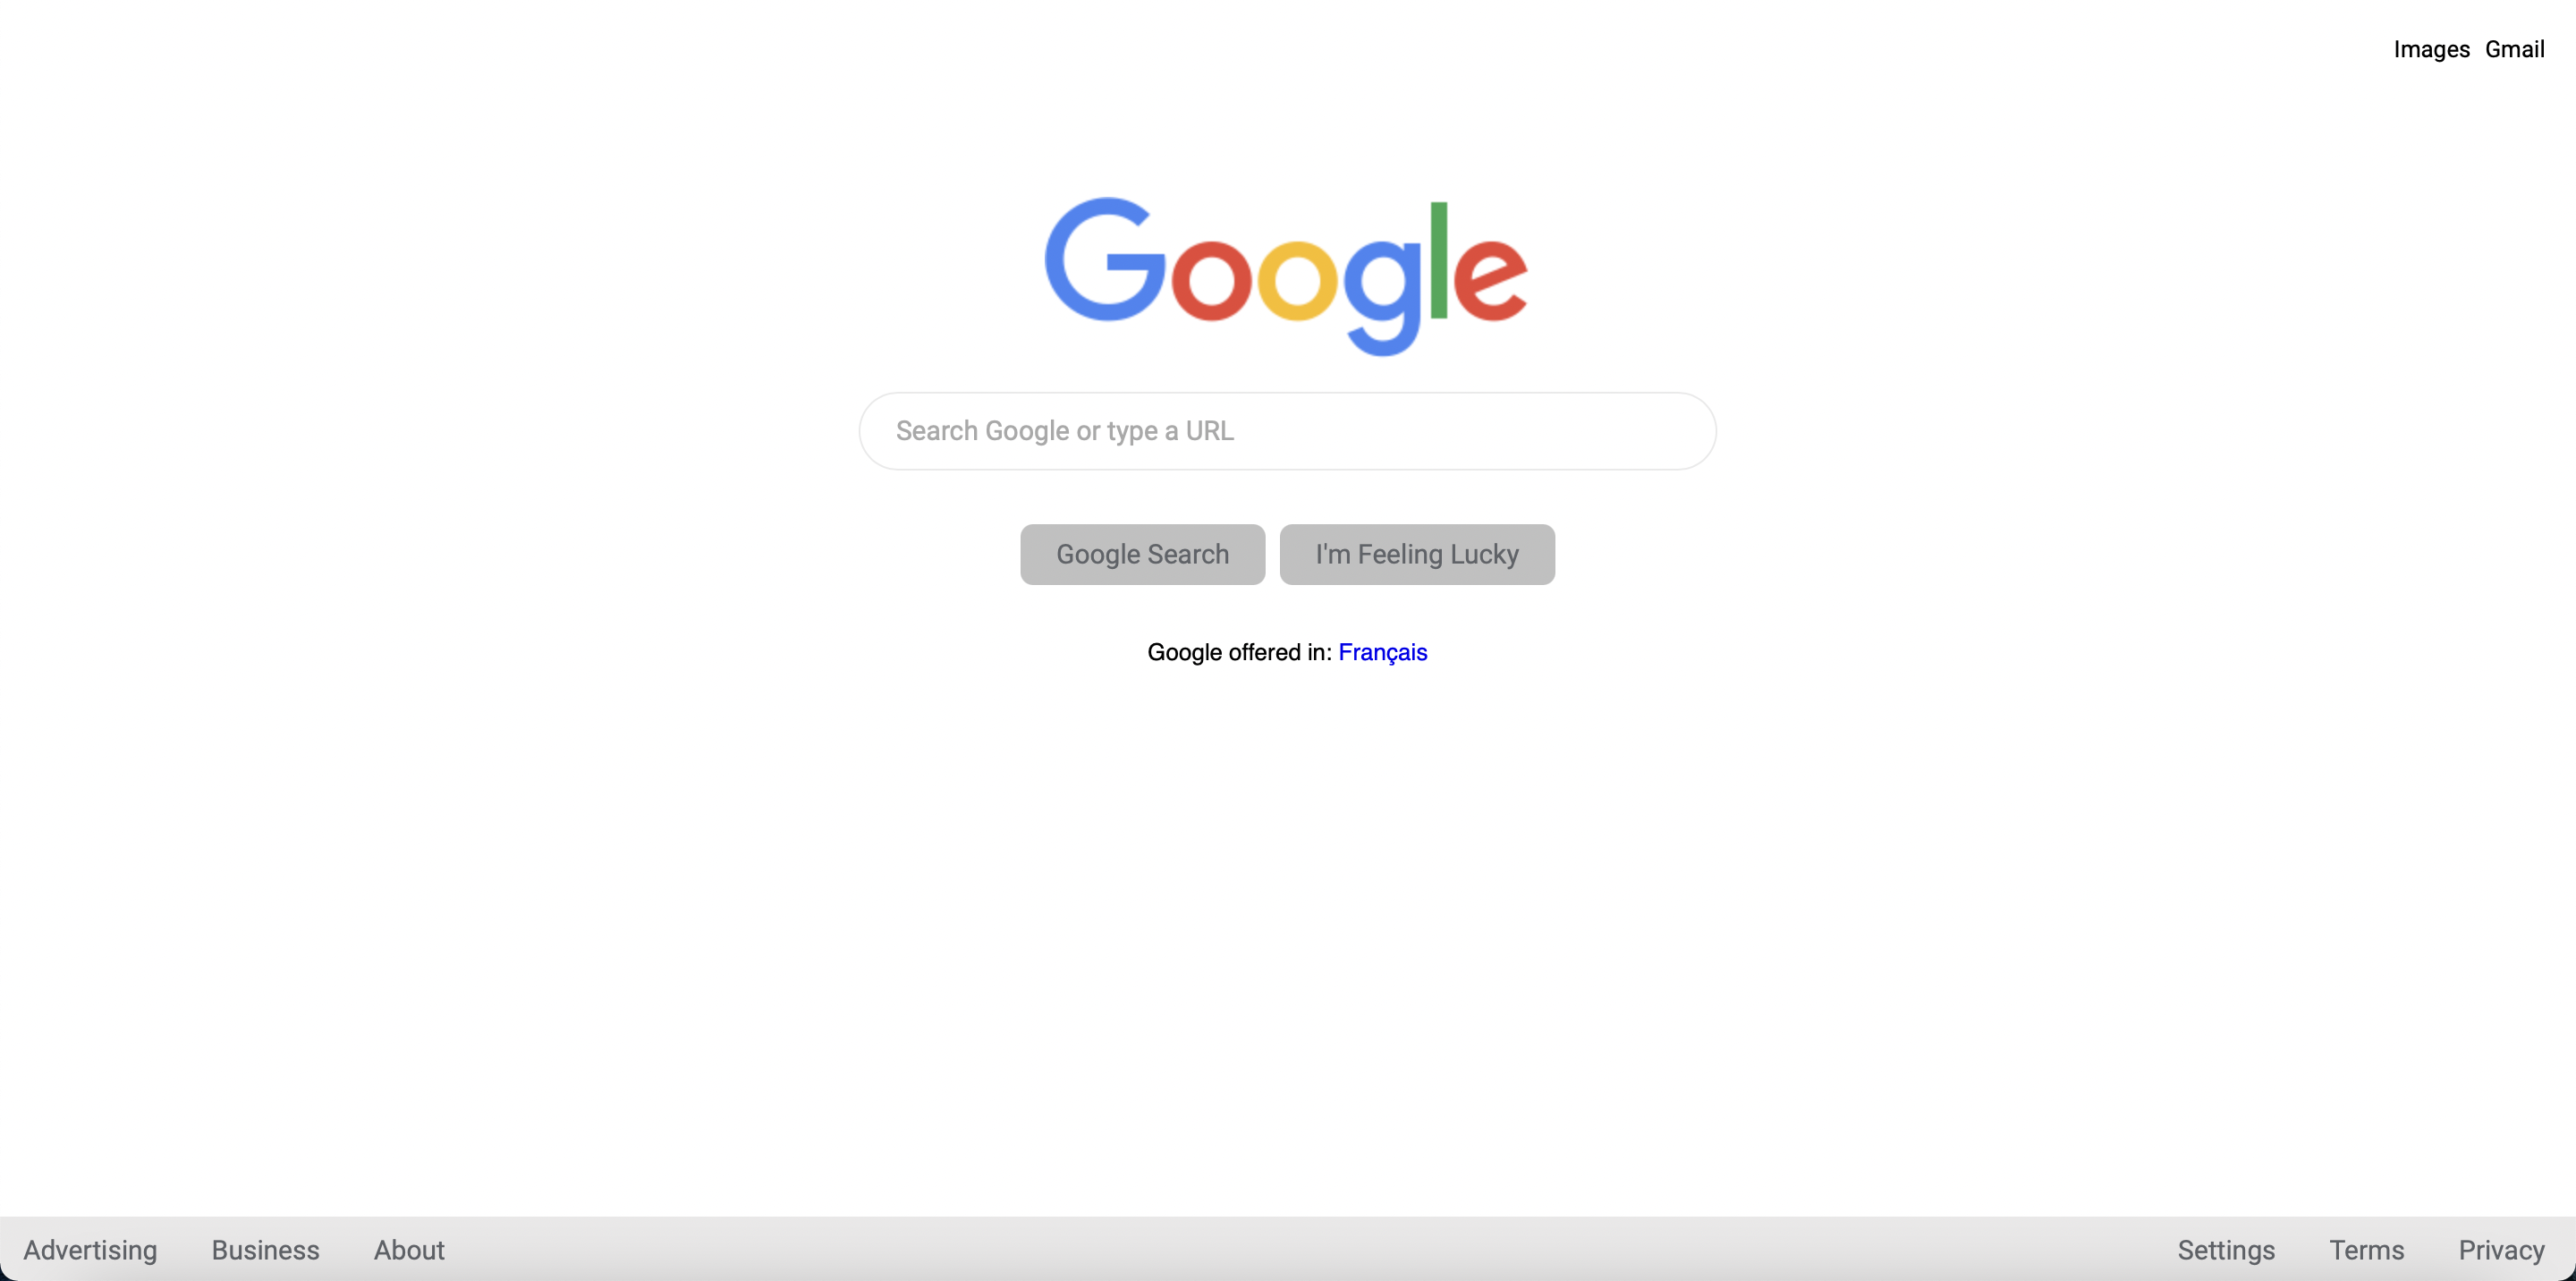 Images Gmail
Google
Search Google or type a URL
Google Search I'm Feeling Lucky
Google offered in: Français
Advertising Business About Settings Terms Privacy